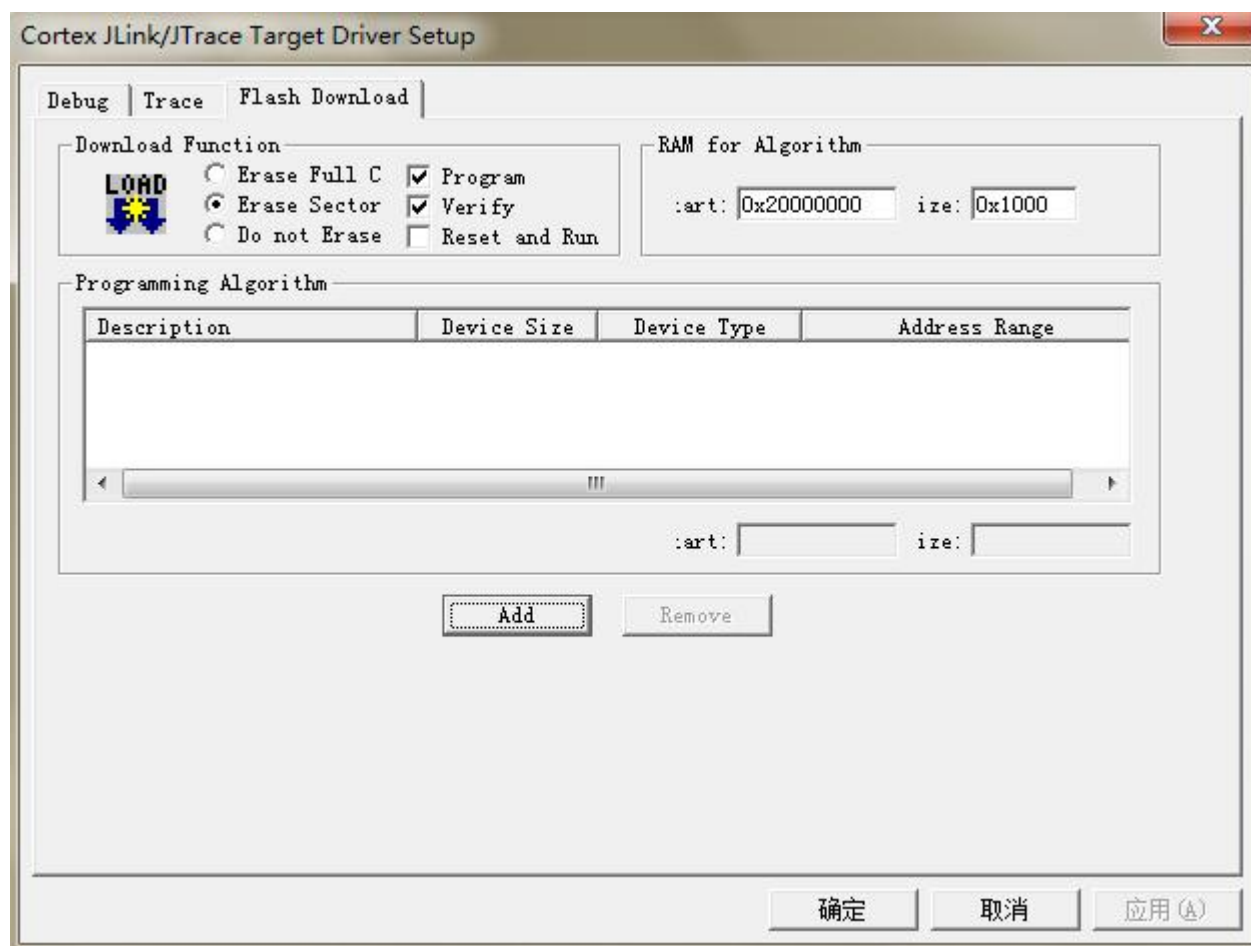 Cortex JLink/JTrace Target Driver Setup
Debug Trace Flash Download
Download Function
LOAD
Erase Full C
Erase Sector
Do not Erase
Program
Verify
Reset and Run
RAM for Algorithm
:art: 0x20000000 ize: 0x1000
Programming Algorithm
Description Device Size Device Type Address Range
:art: ize:
Add Remove
确定 取消 应用(A)